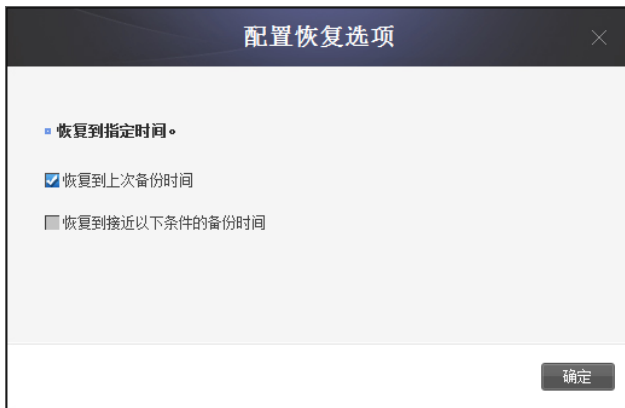 配置恢复选项
恢复到指定时间。
恢复到上次备份时间
恢复到接近以下条件的备份时间
确定